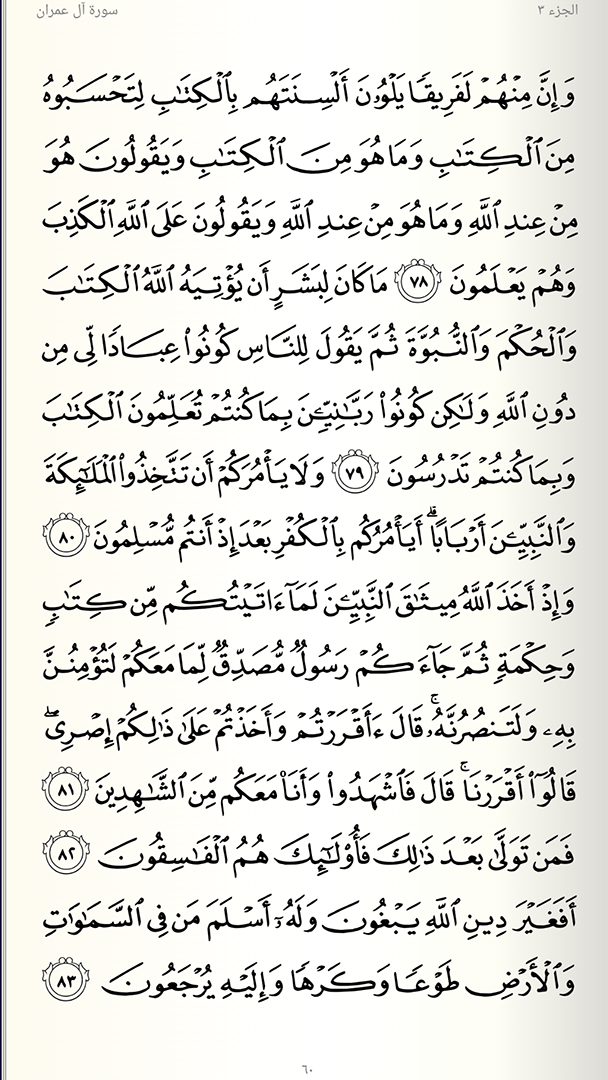 الجزء ٣
سورة آل عمران
وَإِنَّ مِنْهُمْ لَفَرِيقًا يَلْوُۥنَ أَلْسِنَتَهُم بِٱلْكِتَٰبِ لِتَحْسَبُوهُ
مِنَ ٱلْكِتَٰبِ وَمَا هُوَ مِنَ ٱلْكِتَٰبِ وَيَقُولُونَ هُوَ
مِنْ عِندِ ٱللَّهِ وَمَا هُوَ مِنْ عِندِ ٱللَّهِ وَيَقُولُونَ عَلَى ٱللَّهِ ٱلْكَذِبَ
وَهُمْ يَعْلَمُونَ ٧٨ مَا كَانَ لِبَشَرٍ أَن يُؤْتِيَهُ ٱللَّهُ ٱلْكِتَٰبَ
وَٱلْحُكْمَ وَٱلنُّبُوَّةَ ثُمَّ يَقُولَ لِلنَّاسِ كُونُوا۟ عِبَادًا لِّى مِن
دُونِ ٱللَّهِ وَلَٰكِن كُونُوا۟ رَبَّٰنِيِّۦنَ بِمَا كُنتُمْ تُعَلِّمُونَ ٱلْكِتَٰبَ
وَبِمَا كُنتُمْ تَدْرُسُونَ ٧٩ وَلَا يَأْمُرَكُمْ أَن تَتَّخِذُوا۟ ٱلْمَلَٰٓئِكَةَ
وَٱلنَّبِيِّۦنَ أَرْبَابًا ۗ أَيَأْمُرُكُم بِٱلْكُفْرِ بَعْدَ إِذْ أَنتُم مُّسْلِمُونَ ٨٠
وَإِذْ أَخَذَ ٱللَّهُ مِيثَٰقَ ٱلنَّبِيِّۦنَ لَمَآ ءَاتَيْتُكُم مِّن كِتَٰبٍ
وَحِكْمَةٍ ثُمَّ جَآءَكُمْ رَسُولٌ مُّصَدِّقٌ لِّمَا مَعَكُمْ لَتُؤْمِنُنَّ
بِهِۦ وَلَتَنصُرُنَّهُۥ ۚ قَالَ ءَأَقْرَرْتُمْ وَأَخَذْتُمْ عَلَىٰ ذَٰلِكُمْ إِصْرِى ۖ
قَالُوٓا۟ أَقْرَرْنَا ۚ قَالَ فَٱشْهَدُوا۟ وَأَنَا۠ مَعَكُم مِّنَ ٱلشَّٰهِدِينَ ٨١
فَمَن تَوَلَّىٰ بَعْدَ ذَٰلِكَ فَأُو۟لَٰٓئِكَ هُمُ ٱلْفَٰسِقُونَ ٨٢
أَفَغَيْرَ دِينِ ٱللَّهِ يَبْغُونَ وَلَهُۥٓ أَسْلَمَ مَن فِى ٱلسَّمَٰوَٰتِ
وَٱلْأَرْضِ طَوْعًا وَكَرْهًا وَإِلَيْهِ يُرْجَعُونَ ٨٣
٦٠